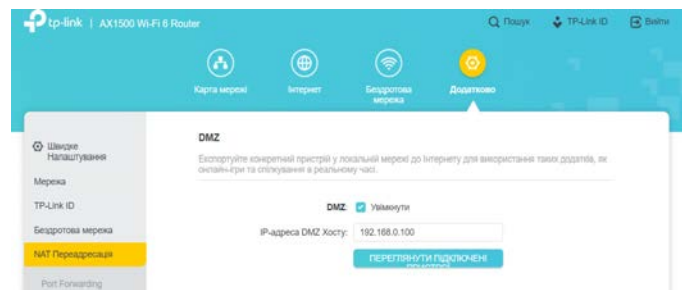 tp-link | AX1500 Wi-Fi 6 Router
Пошук TP-Link ID Вийти
Карта мережі Інтернет Бездротова мережа Додатково
Швидке Налаштування
Мережа
TP-Link ID
Бездротова мережа
NAT Переадресація
Port Forwarding
DMZ
Експортуйте конкретний пристрій у локальній мережі до Інтернету для використання таких додатків, як
онлайн-ігри та спілкування в реальному часі.
DMZ: Увімкнути
IP-адреса DMZ Хосту: 192.168.0.100
ПЕРЕГЛЯНУТИ ПІДКЛЮЧЕНІ
ПРИСТРОЇ